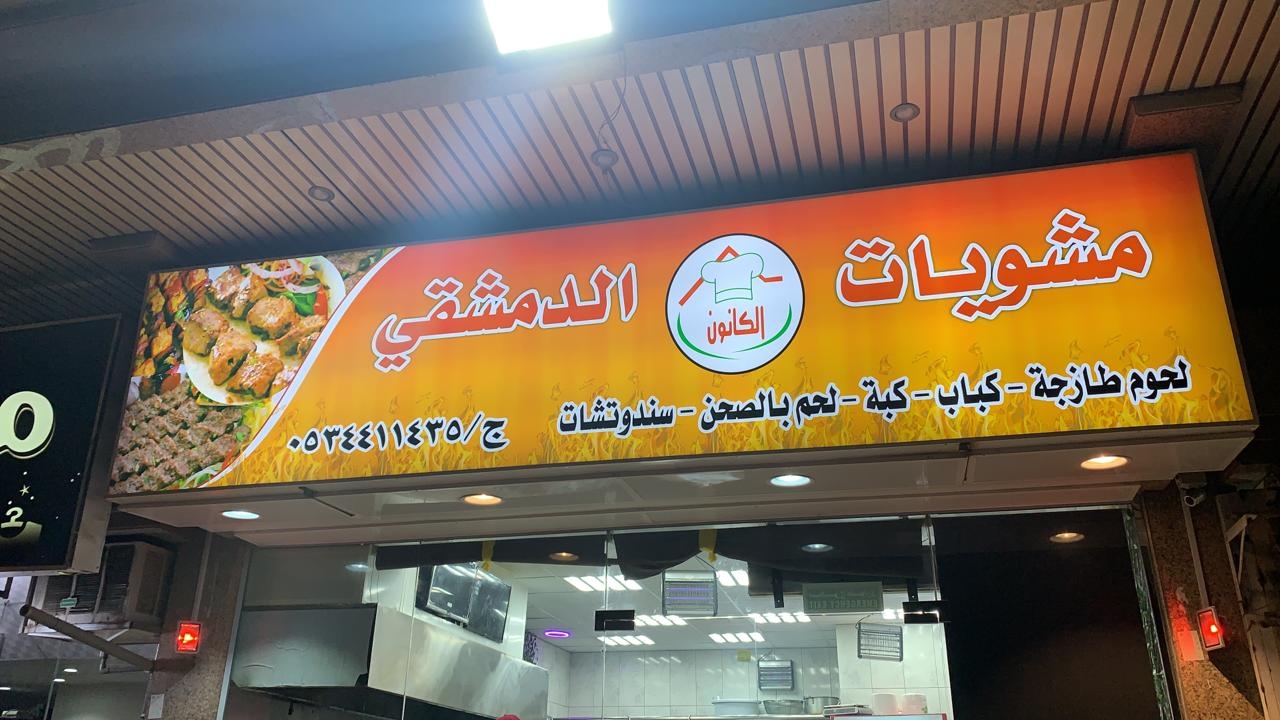 مشويات الكانون الدمشقي
لحوم طازجة - كباب - كبة - لحم بالصحن - سندوتشات
ج/٠٥٣٤٤١١٤٣٥